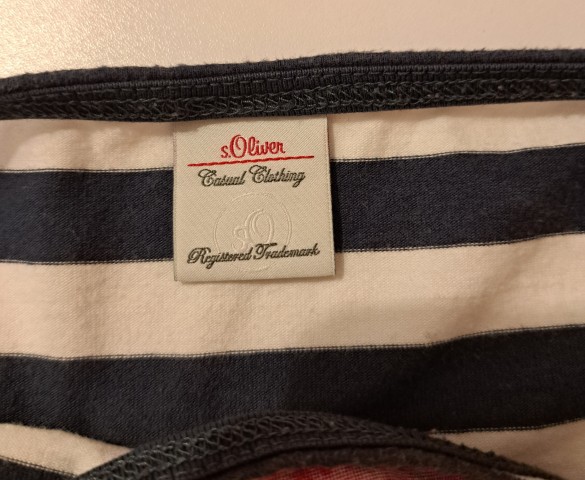 s.Oliver
Casual Clothing
Registered Trademark